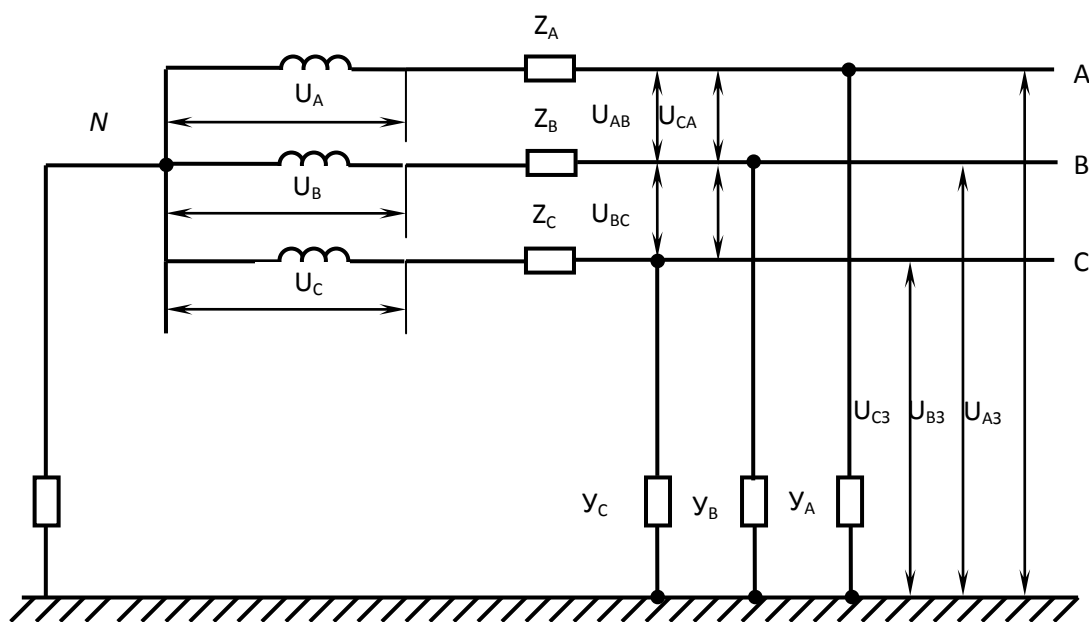 Z_A
A
U_A
N
Z_B
U_AB
U_CA
B
U_B
Z_C
U_BC
C
U_C
U_C3
U_B3
U_A3
У_C
У_B
У_A